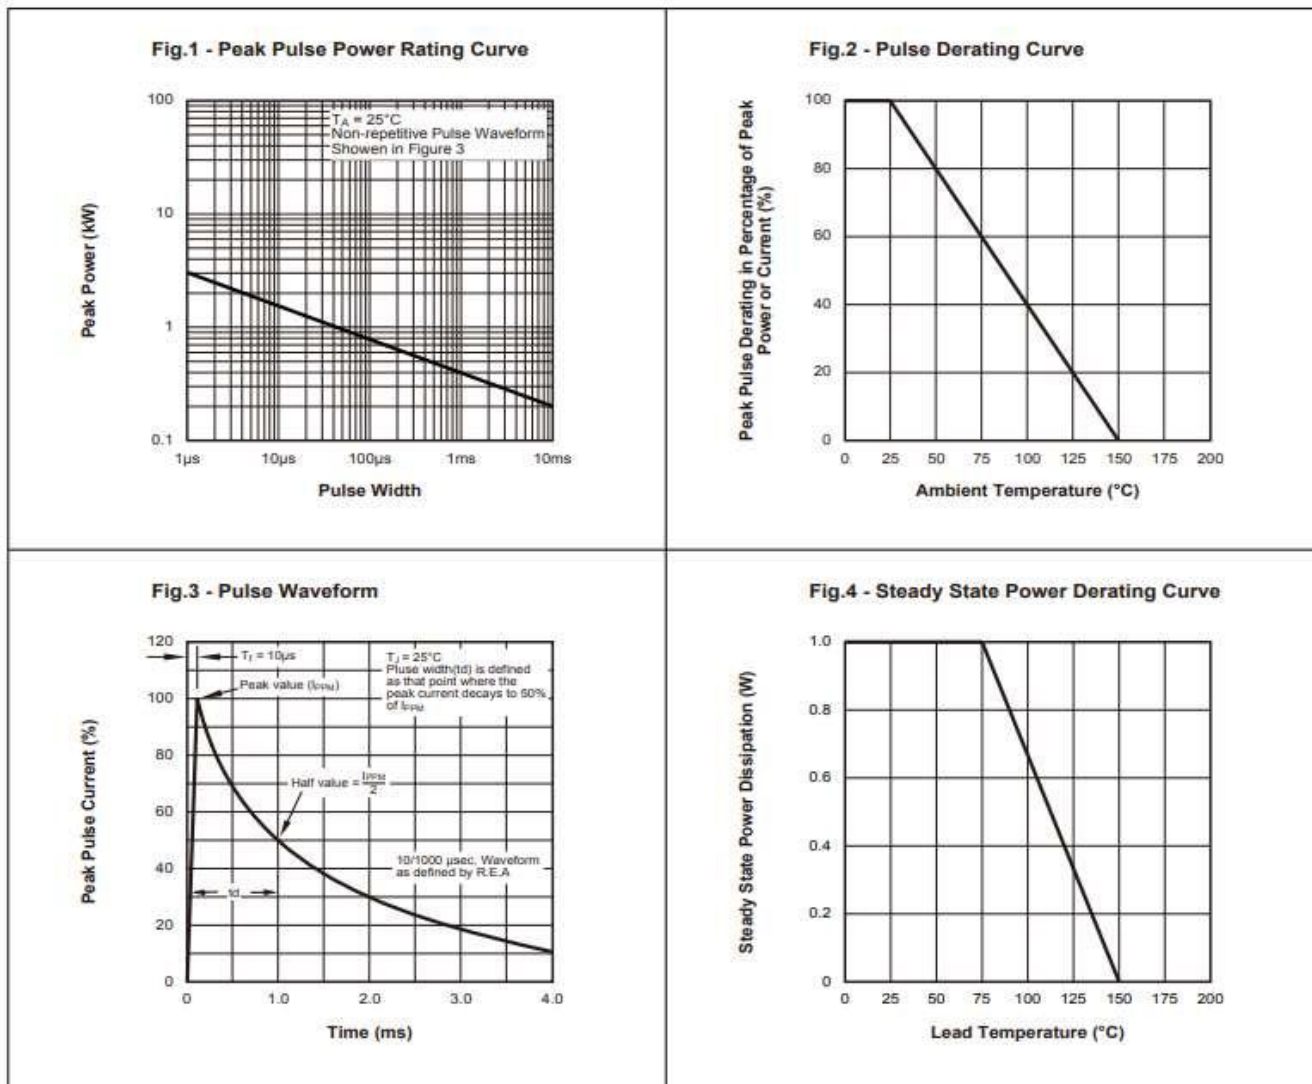 Fig.1 - Peak Pulse Power Rating Curve
Peak Power (kW)
100
10
1
0.1
T_A = 25°C
Non-repetitive Pulse Waveform
Showen in Figure 3
1µs 10µs 100µs 1ms 10ms
Pulse Width
Fig.2 - Pulse Derating Curve
Peak Pulse Derating in Percentage of Peak
Power or Current (%)
100
80
60
40
20
0
0 25 50 75 100 125 150 175 200
Ambient Temperature (°C)
Fig.3 - Pulse Waveform
Peak Pulse Current (%)
120
100
80
60
40
20
0
T_r = 10µs
Peak value (I_PPM)
T_J = 25°C
Pluse width(td) is defined
as that point where the
peak current decays to 50%
of I_PPM
Half value = I_PPM/2
10/1000 µsec, Waveform
as defined by R.E.A
td
0 1.0 2.0 3.0 4.0
Time (ms)
Fig.4 - Steady State Power Derating Curve
Steady State Power Dissipation (W)
1.0
0.8
0.6
0.4
0.2
0
0 25 50 75 100 125 150 175 200
Lead Temperature (°C)